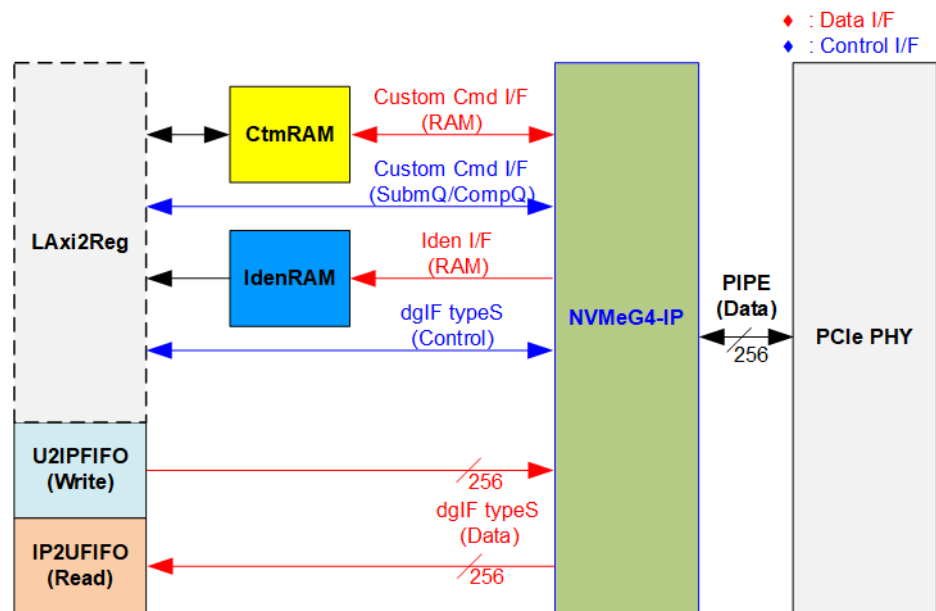 ♦ : Data I/F
♦ : Control I/F
Custom Cmd I/F
(RAM)
CtmRAM
Custom Cmd I/F
(SubmQ/CompQ)
LAxi2Reg
Iden I/F
(RAM)
IdenRAM
PIPE
(Data)
NVMeG4-IP
256
PCIe PHY
dgIF typeS
(Control)
U2IPFIFO
(Write)
256
dgIF typeS
(Data)
IP2UFIFO
(Read)
256